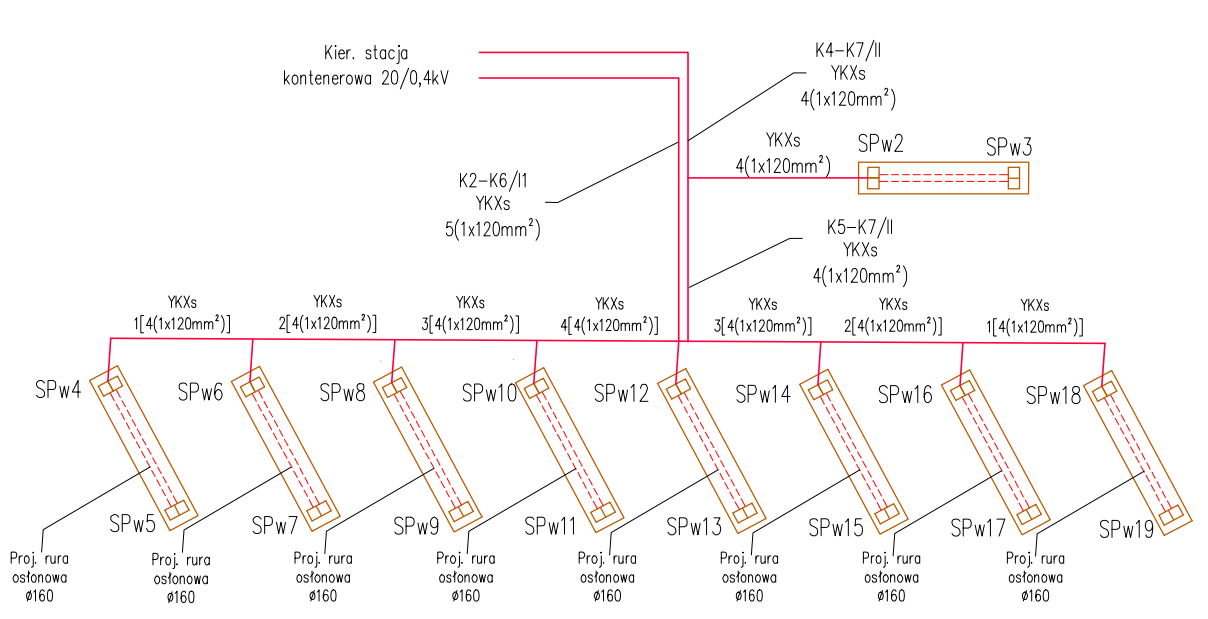 Kier. stacja
kontenerowa 20/0,4kV
K4-K7/II
YKXs
4(1x120mm²)
YKXs
4(1x120mm²)
SPw2
SPw3
K2-K6/I1
YKXs
5(1x120mm²)
K5-K7/II
YKXs
4(1x120mm²)
YKXs
1[4(1x120mm²)]
YKXs
2[4(1x120mm²)]
YKXs
3[4(1x120mm²)]
YKXs
4[4(1x120mm²)]
YKXs
3[4(1x120mm²)]
YKXs
2[4(1x120mm²)]
YKXs
1[4(1x120mm²)]
SPw4
SPw6
SPw8
SPw10
SPw12
SPw14
SPw16
SPw18
SPw5
SPw7
SPw9
SPw11
SPw13
SPw15
SPw17
SPw19
Proj. rura
osłonowa
ø160
Proj. rura
osłonowa
ø160
Proj. rura
osłonowa
ø160
Proj. rura
osłonowa
ø160
Proj. rura
osłonowa
ø160
Proj. rura
osłonowa
ø160
Proj. rura
osłonowa
ø160
Proj. rura
osłonowa
ø160